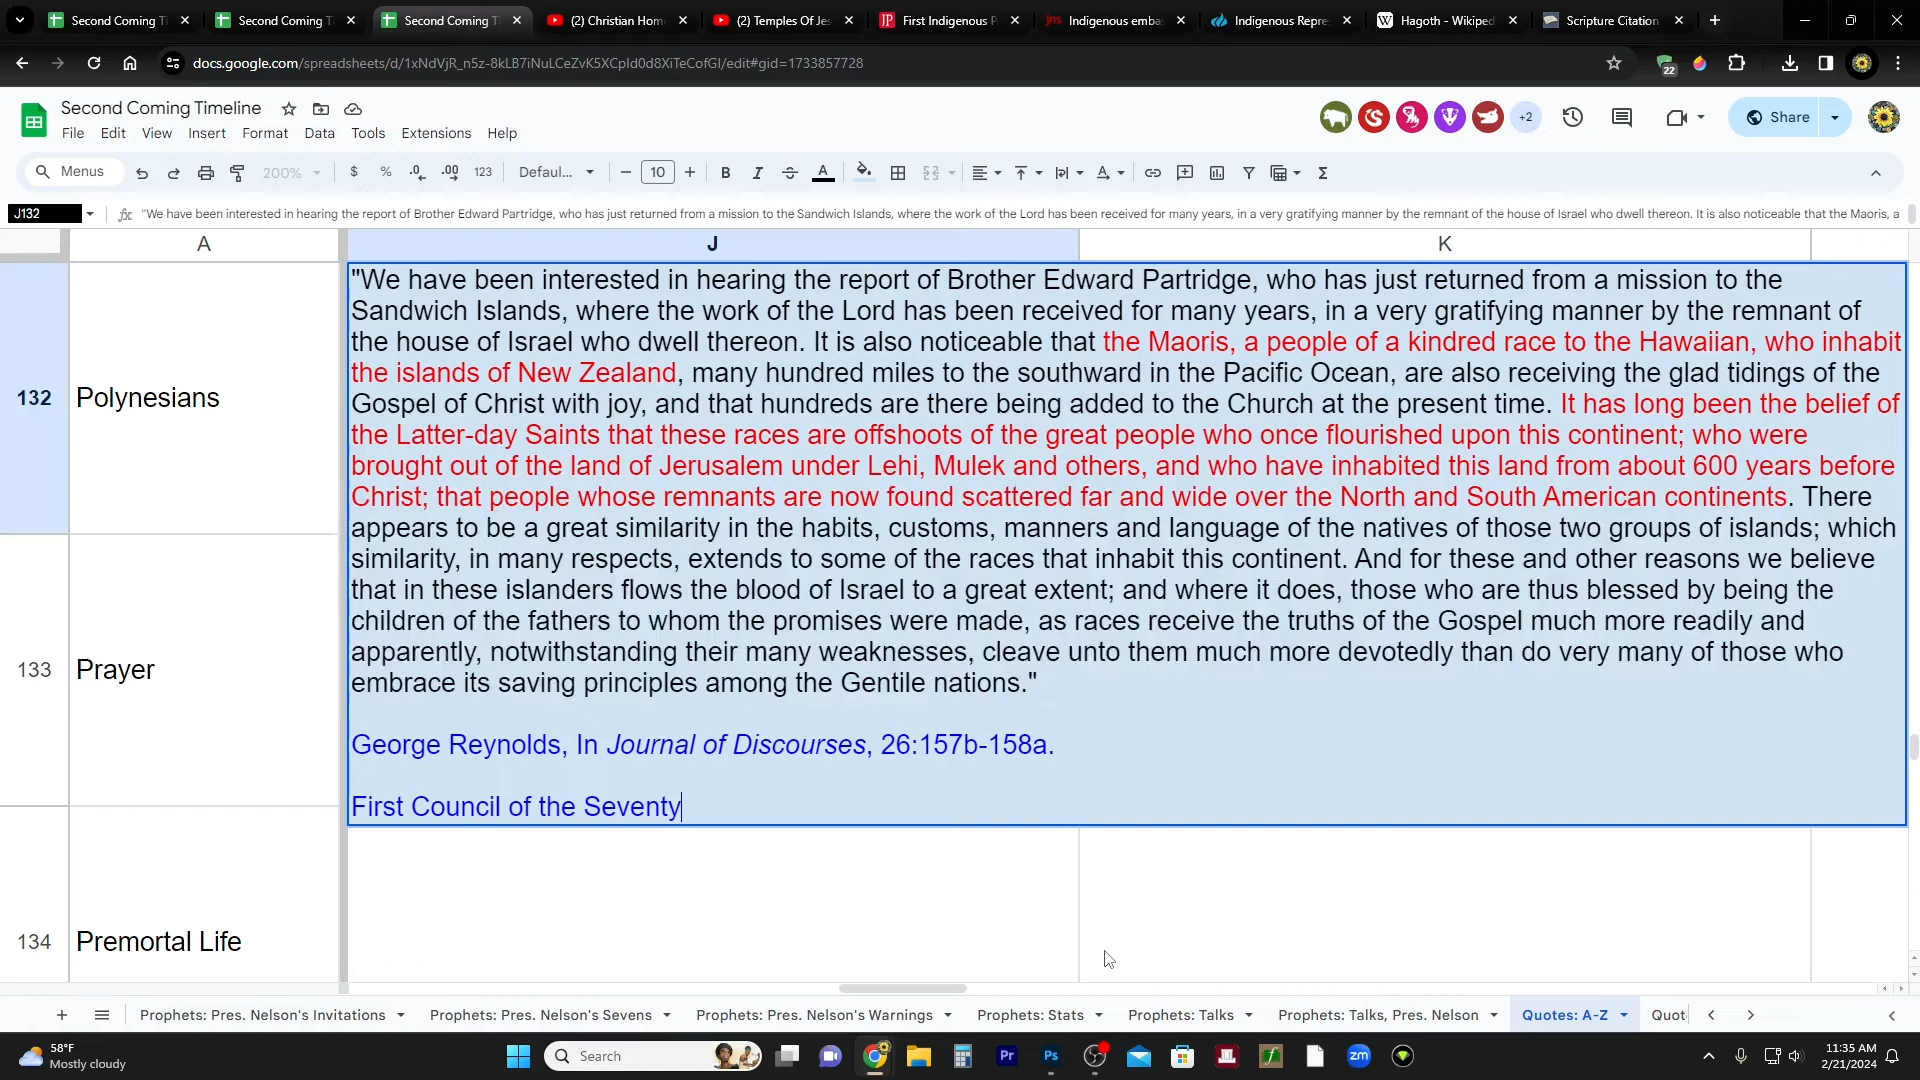 Second Coming Ti
Second Coming Ti
Second Coming Ti
(2) Christian Hom
(2) Temples Of Jes
First Indigenous P
Indigenous emba
Indigenous Repre
Hagoth - Wikiped
Scripture Citation
docs.google.com/spreadsheets/d/1xNdVjR_n5z-8kLB7iNuLCeZvK5XCpId0d8XiTeCofGI/edit#gid=1733857728
22
Second Coming Timeline
File Edit View Insert Format Data Tools Extensions Help
+2
Share
Menus
200%
$ % .0 .00 123
Defaul...
10
B I A
J132
"We have been interested in hearing the report of Brother Edward Partridge, who has just returned from a mission to the Sandwich Islands, where the work of the Lord has been received for many years, in a very gratifying manner by the remnant of the house of Israel who dwell thereon. It is also noticeable that the Maoris, a
A J K
132 Polynesians
133 Prayer
134 Premortal Life
"We have been interested in hearing the report of Brother Edward Partridge, who has just returned from a mission to the
Sandwich Islands, where the work of the Lord has been received for many years, in a very gratifying manner by the remnant of
the house of Israel who dwell thereon. It is also noticeable that the Maoris, a people of a kindred race to the Hawaiian, who inhabit
the islands of New Zealand, many hundred miles to the southward in the Pacific Ocean, are also receiving the glad tidings of the
Gospel of Christ with joy, and that hundreds are there being added to the Church at the present time. It has long been the belief of
the Latter-day Saints that these races are offshoots of the great people who once flourished upon this continent; who were
brought out of the land of Jerusalem under Lehi, Mulek and others, and who have inhabited this land from about 600 years before
Christ; that people whose remnants are now found scattered far and wide over the North and South American continents. There
appears to be a great similarity in the habits, customs, manners and language of the natives of those two groups of islands; which
similarity, in many respects, extends to some of the races that inhabit this continent. And for these and other reasons we believe
that in these islanders flows the blood of Israel to a great extent; and where it does, those who are thus blessed by being the
children of the fathers to whom the promises were made, as races receive the truths of the Gospel much more readily and
apparently, notwithstanding their many weaknesses, cleave unto them much more devotedly than do very many of those who
embrace its saving principles among the Gentile nations."
George Reynolds, In Journal of Discourses, 26:157b-158a.
First Council of the Seventy
Prophets: Pres. Nelson's Invitations
Prophets: Pres. Nelson's Sevens
Prophets: Pres. Nelson's Warnings
Prophets: Stats
Prophets: Talks
Prophets: Talks, Pres. Nelson
Quotes: A-Z
Quot
58°F
Mostly cloudy
Search
Pr
Ps
zm
11:35 AM
2/21/2024